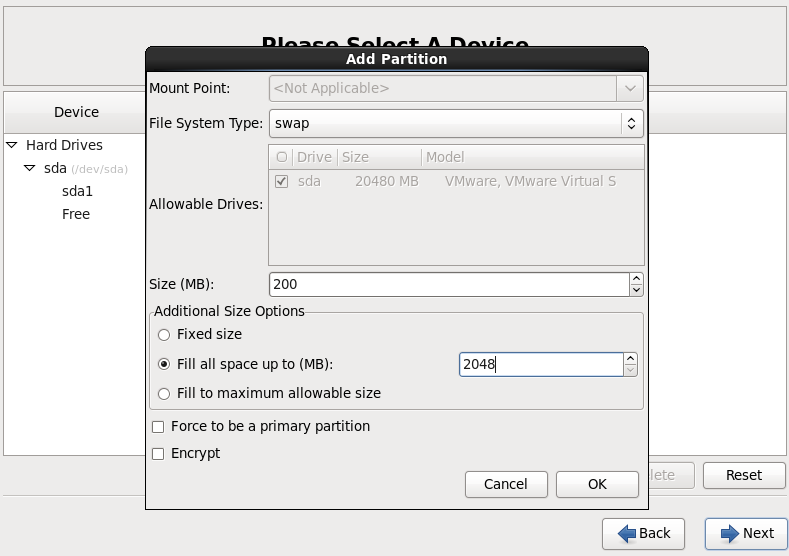 Please Select A Device
Add Partition
Mount Point: <Not Applicable>
File System Type: swap
Device
Drive Size Model
Hard Drives
sda (/dev/sda)
sda 20480 MB VMware, VMware Virtual S
sda1
Allowable Drives:
Free
Size (MB): 200
Additional Size Options
Fixed size
Fill all space up to (MB): 2048
Fill to maximum allowable size
Force to be a primary partition
Encrypt
Cancel OK
lete Reset
Back Next